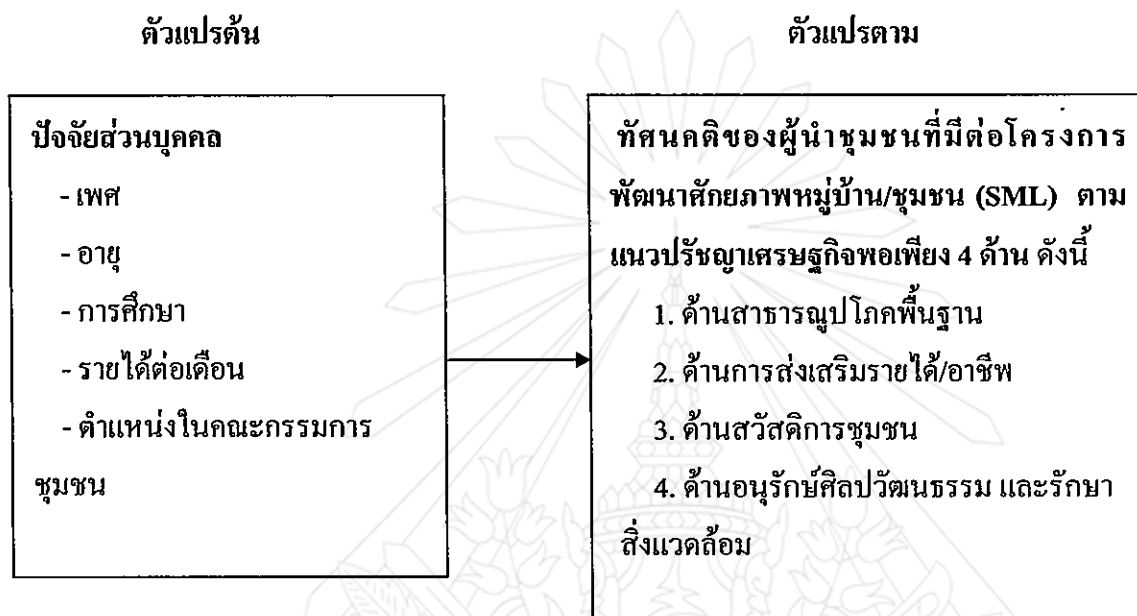 ตัวแปรต้น
ตัวแปรตาม
ปัจจัยส่วนบุคคล
- เพศ
- อายุ
- การศึกษา
- รายได้ต่อเดือน
- ตำแหน่งในคณะกรรมการ
ชุมชน
ทัศนคติของผู้นำชุมชนที่มีต่อโครงการ
พัฒนาศักยภาพหมู่บ้าน/ชุมชน (SML) ตาม
แนวปรัชญาเศรษฐกิจพอเพียง 4 ด้าน ดังนี้
1. ด้านสาธารณูปโภคพื้นฐาน
2. ด้านการส่งเสริมรายได้/อาชีพ
3. ด้านสวัสดิการชุมชน
4. ด้านอนุรักษ์ศิลปวัฒนธรรม และรักษา
สิ่งแวดล้อม